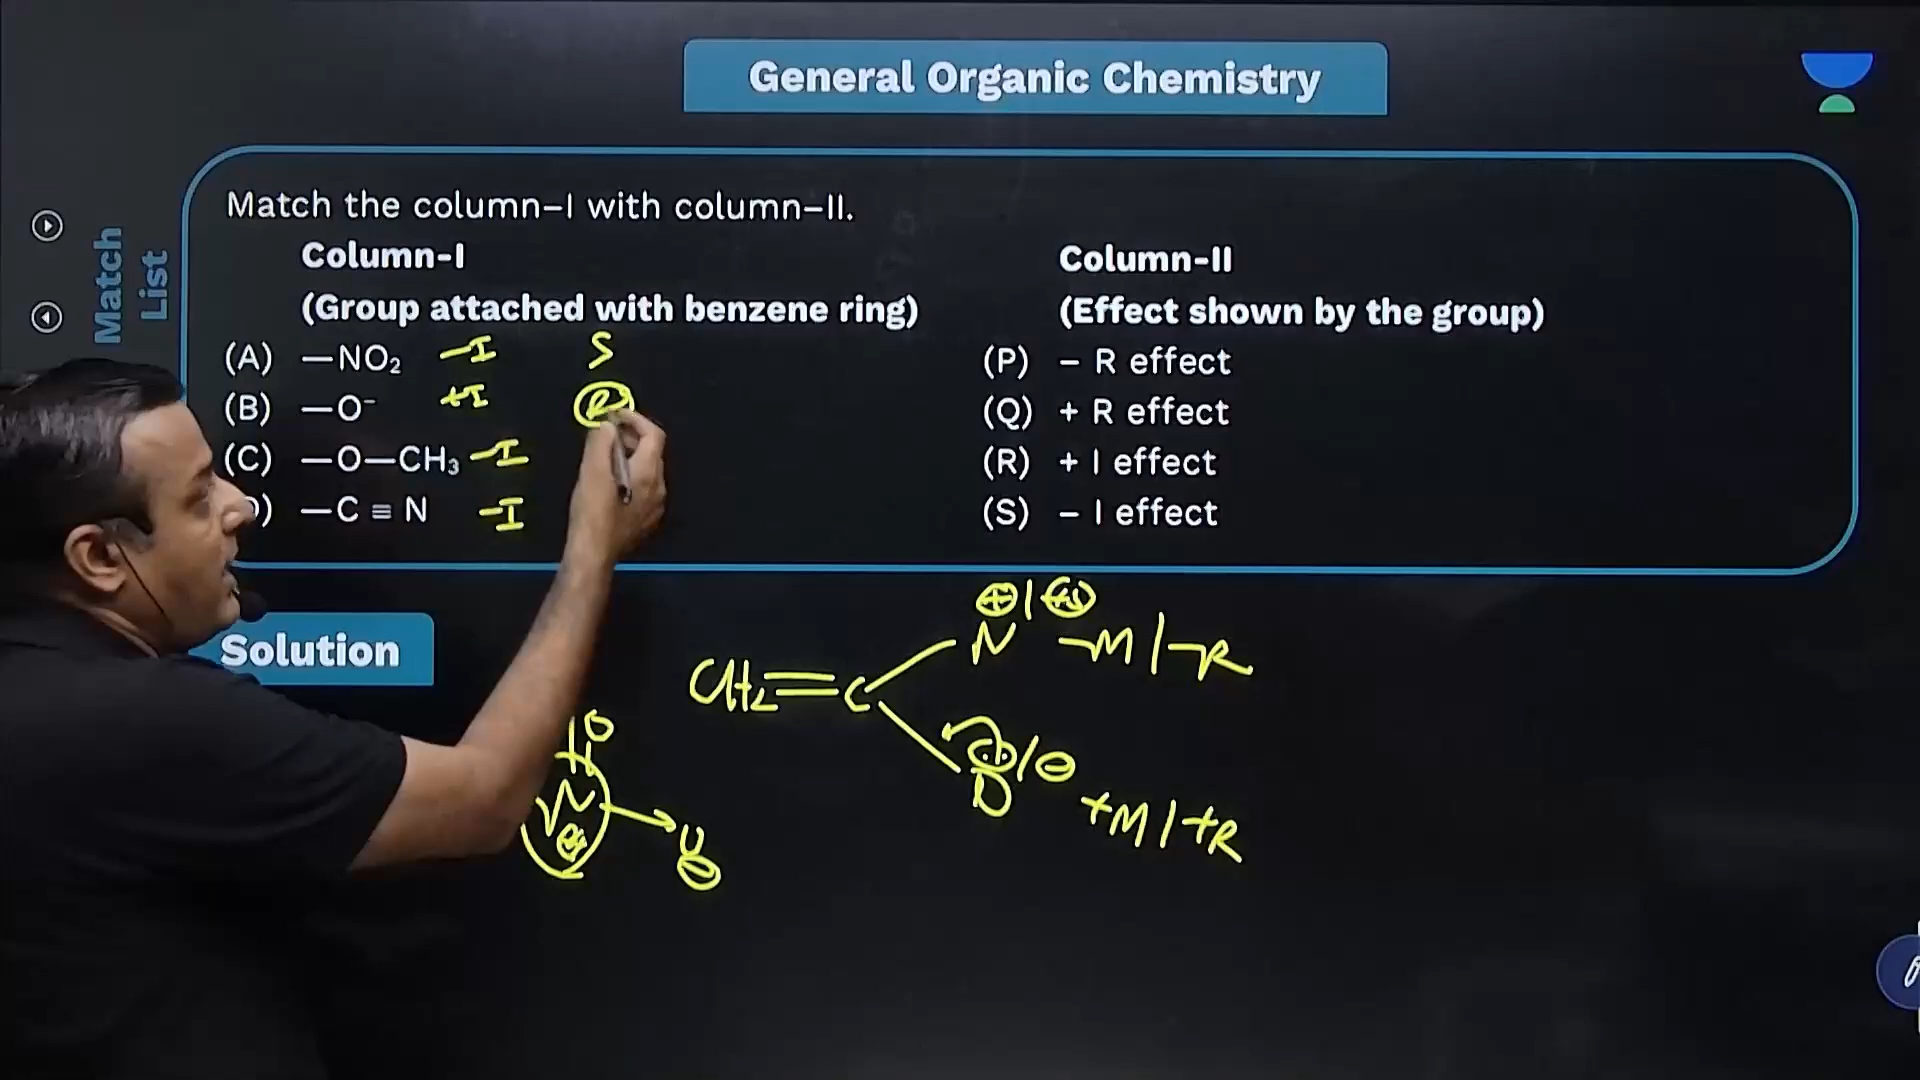 General Organic Chemistry
Match List
Match the column–I with column–II.
Column-I
Column-II
(Group attached with benzene ring)
(Effect shown by the group)
(A) —NO₂ –I S
(P) – R effect
(B) —O⁻ +I R
(Q) + R effect
(C) —O—CH₃ –I
(R) + I effect
) —C ≡ N –I
(S) – I effect
Solution
⊕/
CH₂=C
N –M/–R
/⊖
+M/+R
O
N
⊕
⊖